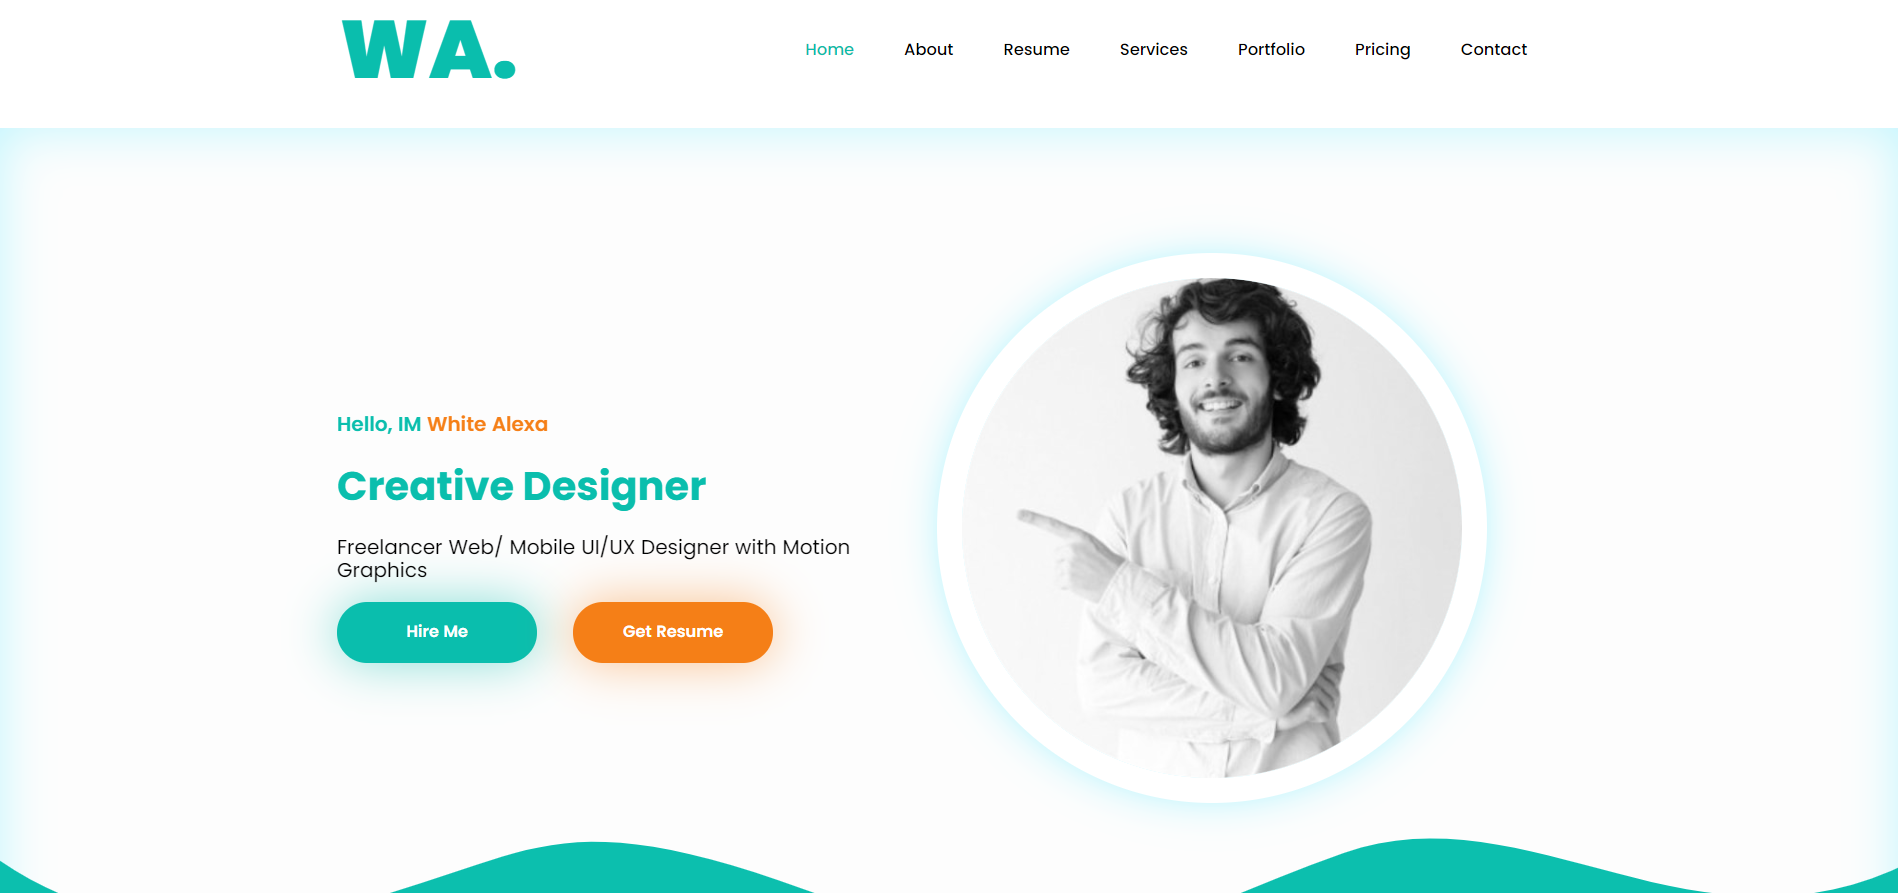 WA.
Home About Resume Services Portfolio Pricing Contact
Hello, IM White Alexa
Creative Designer
Freelancer Web/ Mobile UI/UX Designer with Motion
Graphics
Hire Me Get Resume